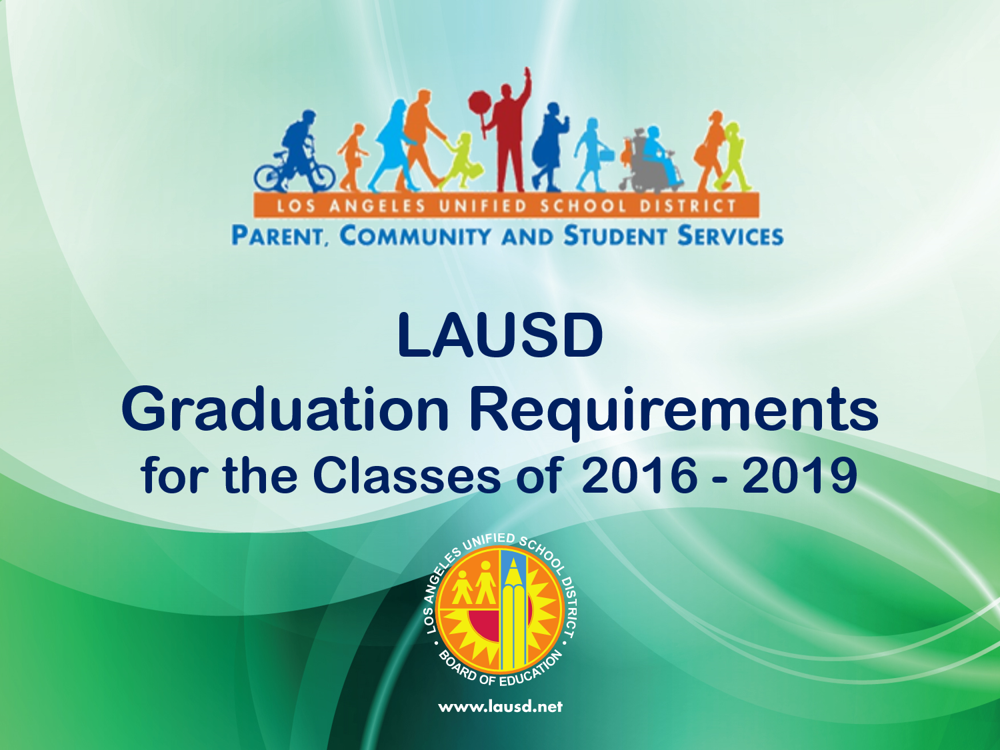 LOS ANGELES UNIFIED SCHOOL DISTRICT
PARENT, COMMUNITY AND STUDENT SERVICES
LAUSD
Graduation Requirements
for the Classes of 2016 - 2019
LOS ANGELES UNIFIED SCHOOL DISTRICT
• BOARD OF EDUCATION •
www.lausd.net